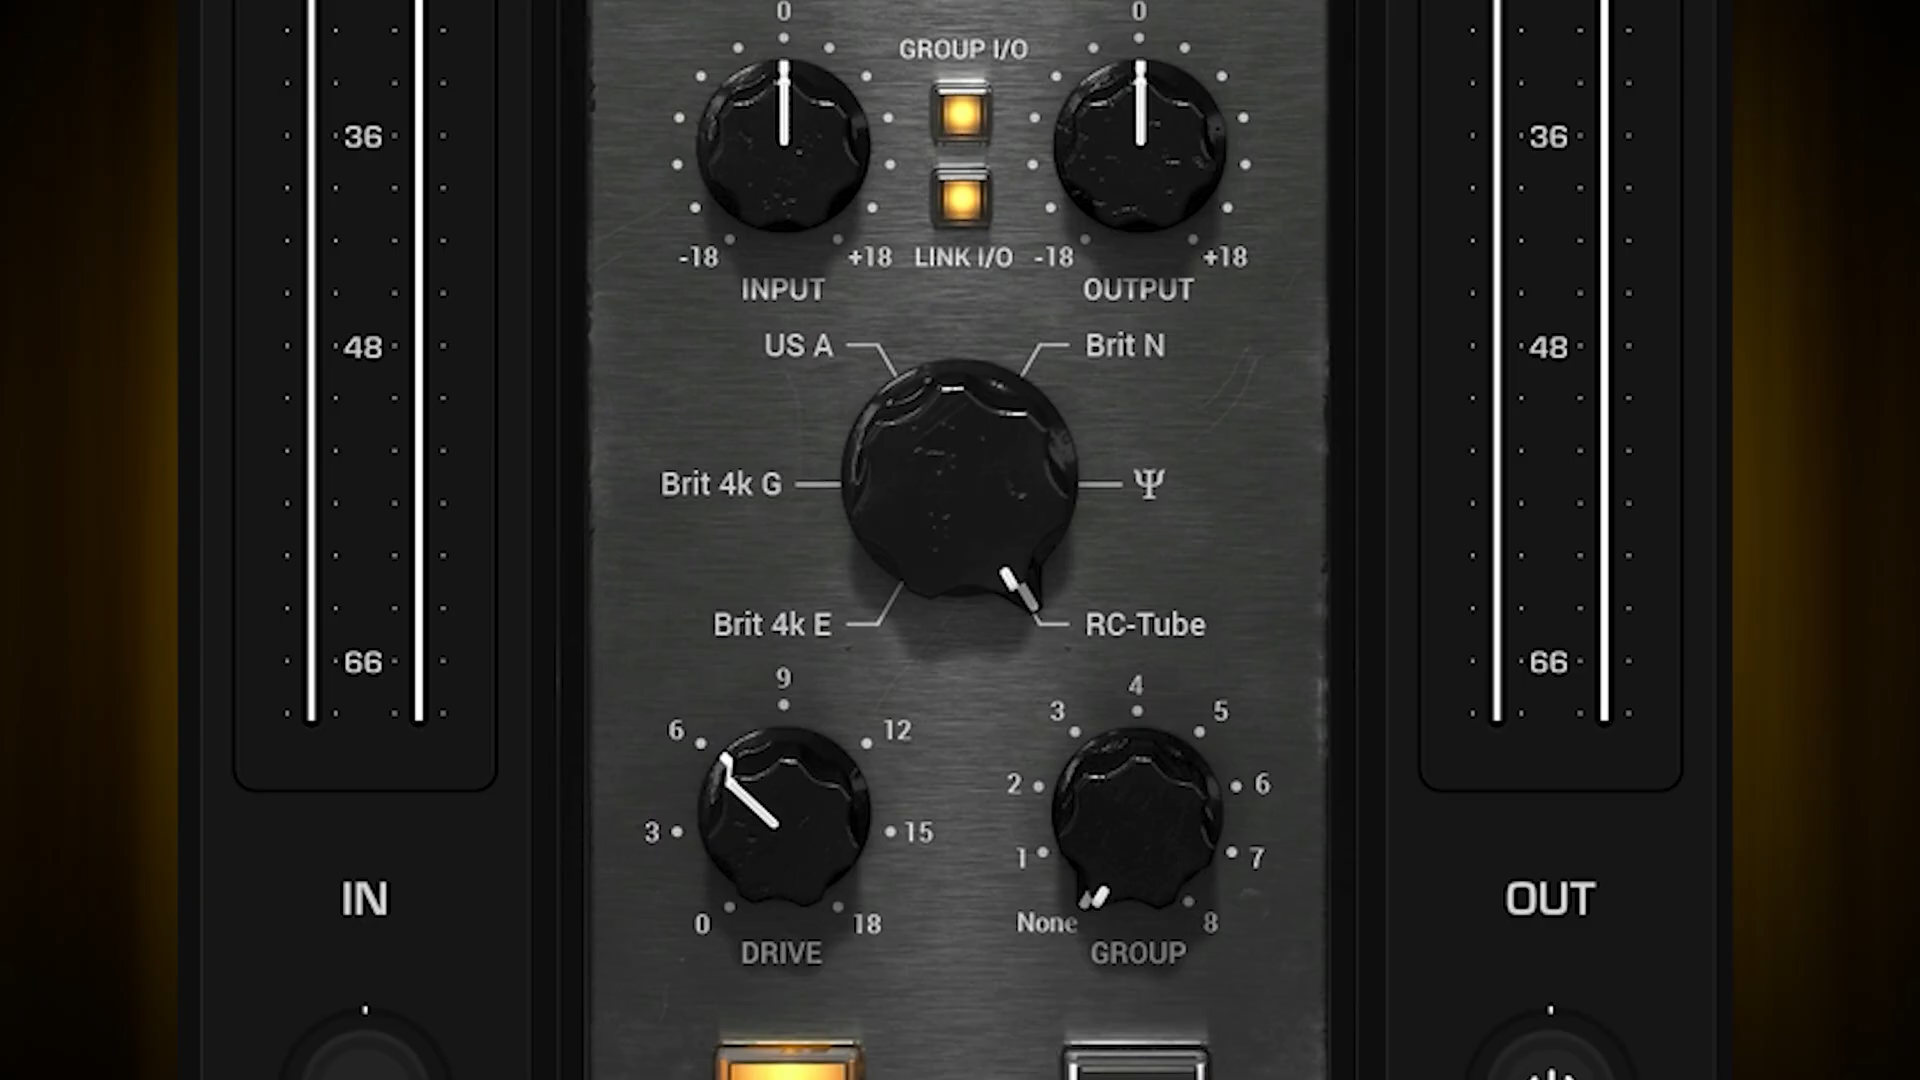 0
0
GROUP I/O
36
36
-18
+18
LINK I/O
-18
+18
INPUT
OUTPUT
US A
Brit N
48
48
Brit 4k G
Ψ
Brit 4k E
RC-Tube
66
66
9
4
3
5
6
12
2
6
3
15
1
7
IN
OUT
0
18
None
8
DRIVE
GROUP